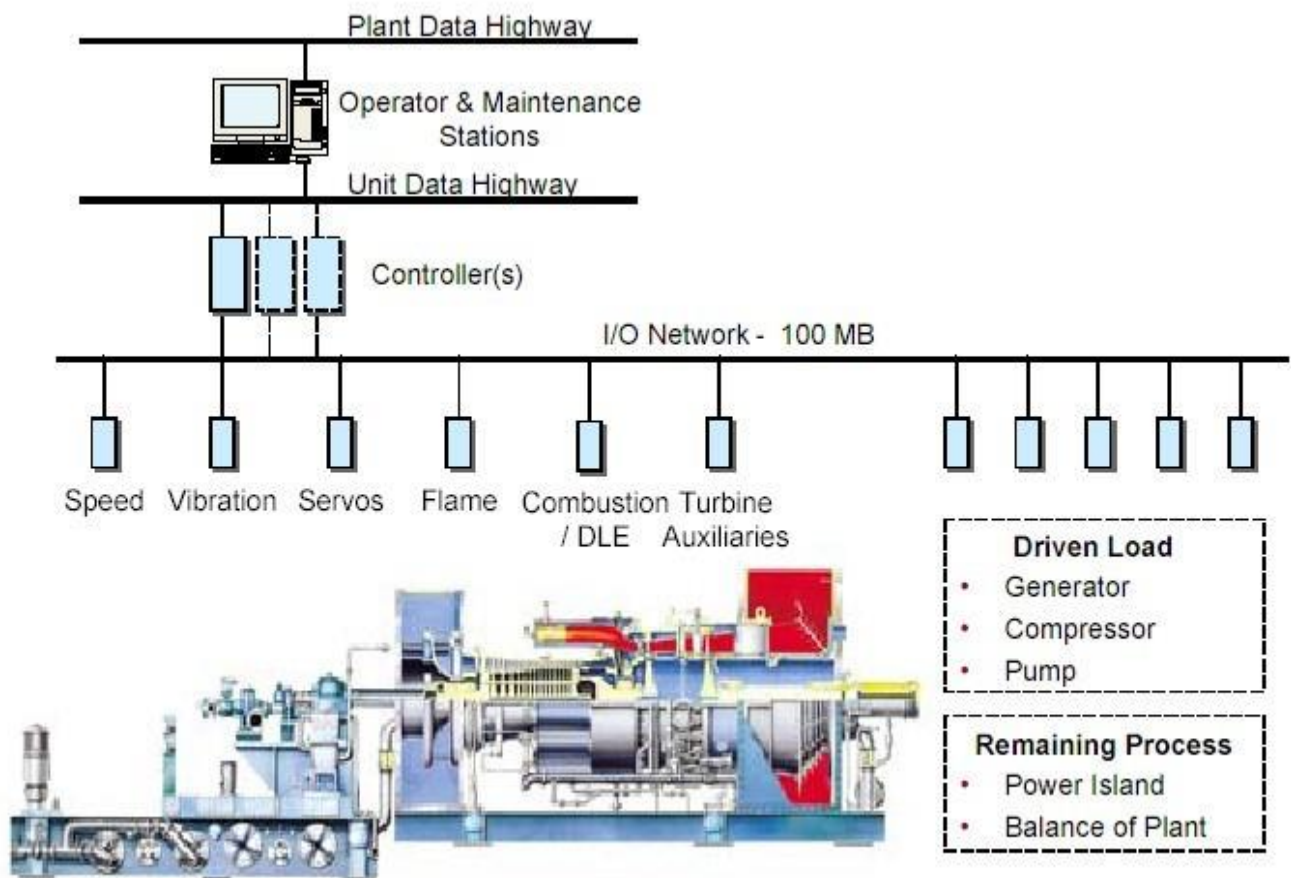 Plant Data Highway
Operator & Maintenance
Stations
Unit Data Highway
Controller(s)
I/O Network - 100 MB
Speed
Vibration
Servos
Flame
Combustion
/ DLE
Turbine
Auxiliaries
Driven Load
• Generator
• Compressor
• Pump
Remaining Process
• Power Island
• Balance of Plant